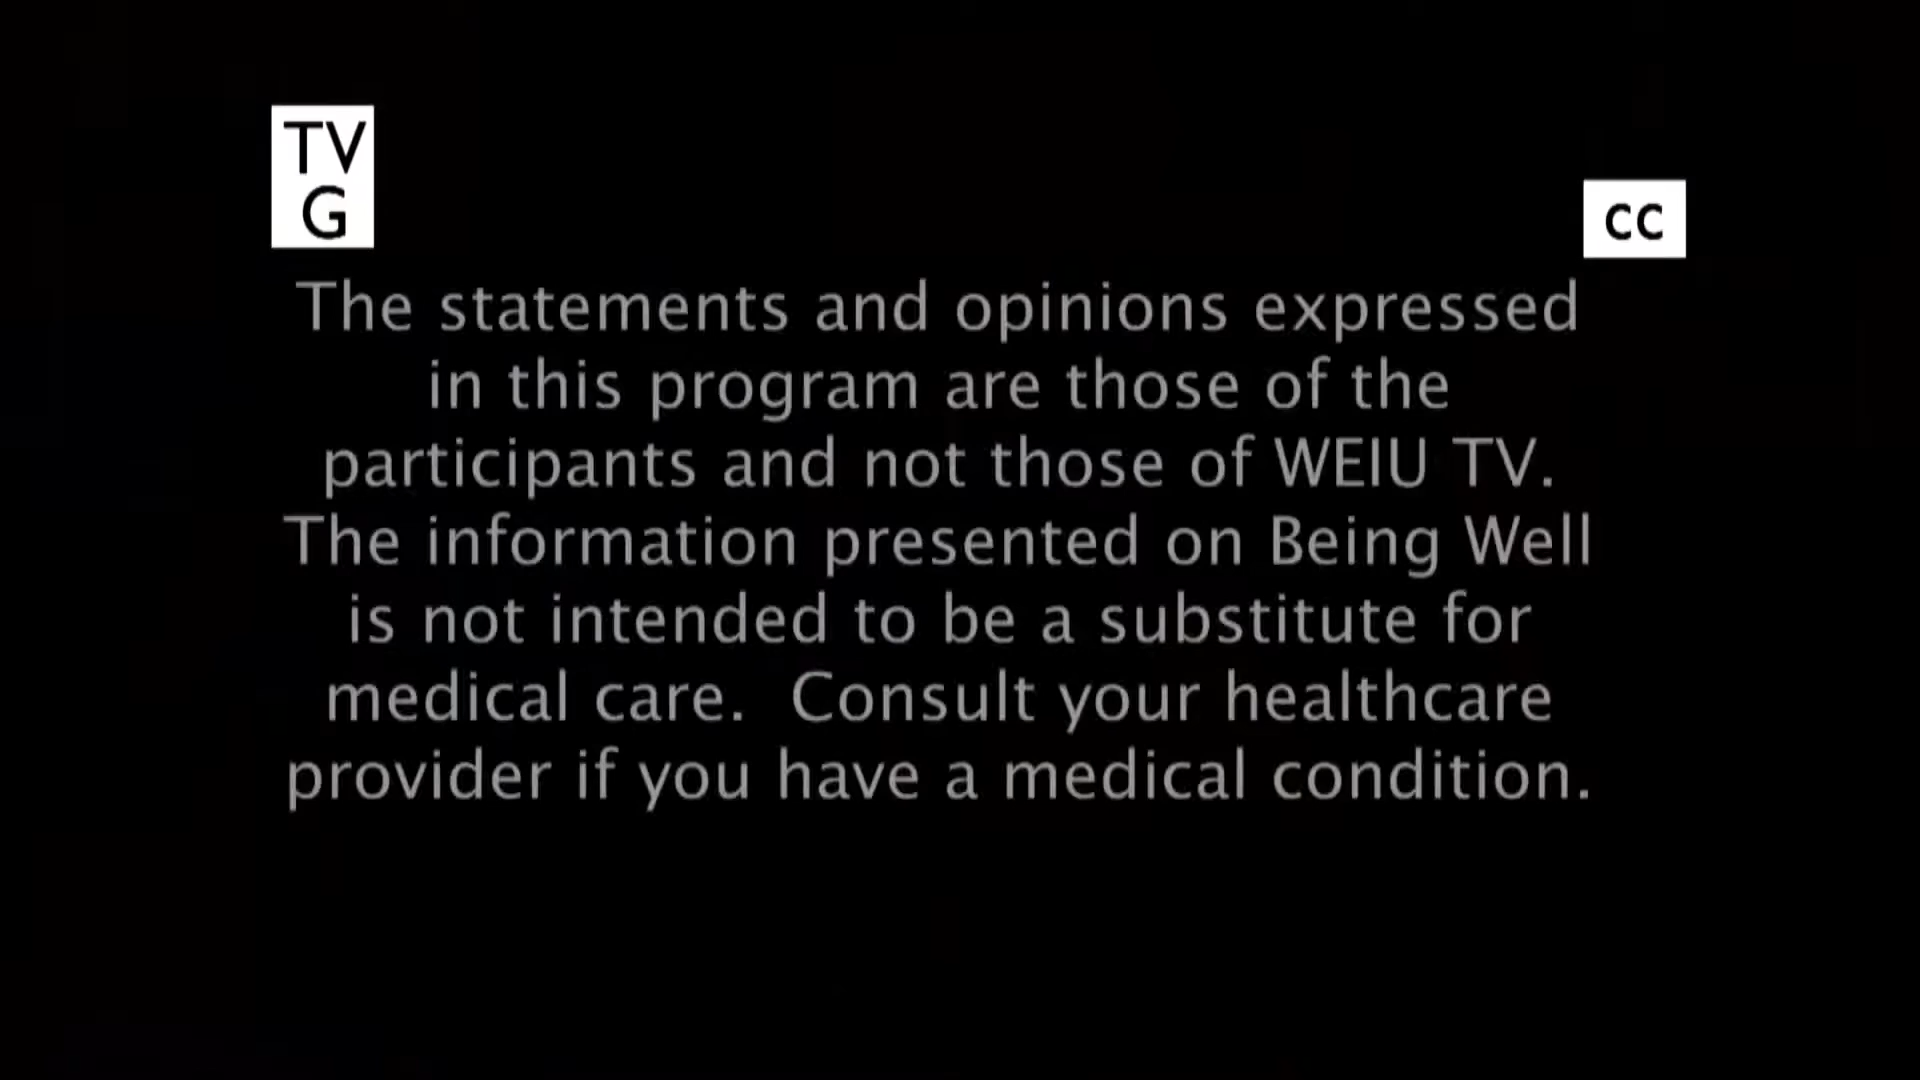 TV
G
CC
The statements and opinions expressed
in this program are those of the
participants and not those of WEIU TV.
The information presented on Being Well
is not intended to be a substitute for
medical care.  Consult your healthcare
provider if you have a medical condition.